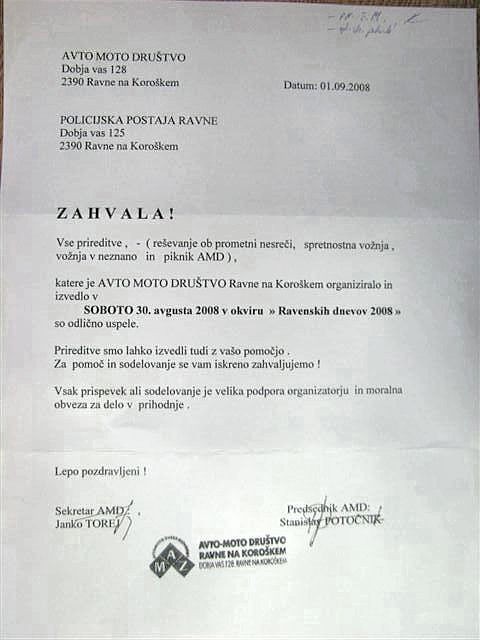 AVTO MOTO DRUŠTVO
Dobja vas 128
2390 Ravne na Koroškem
Datum: 01.09.2008
POLICIJSKA POSTAJA RAVNE
Dobja vas 125
2390 Ravne na Koroškem
Z A H V A L A !
Vse prireditve , - ( reševanje ob prometni nesreči, spretnostna vožnja ,
vožnja v neznano in piknik AMD ) ,
katere je AVTO MOTO DRUŠTVO Ravne na Koroškem organiziralo in
izvedlo v
SOBOTO 30. avgusta 2008 v okviru » Ravenskih dnevov 2008 »
so odlično uspele.
Prireditve smo lahko izvedli tudi z vašo pomočjo .
Za pomoč in sodelovanje se vam iskreno zahvaljujemo !
Vsak prispevek ali sodelovanje je velika podpora organizatorju in moralna
obveza za delo v prihodnje .
Lepo pozdravljeni !
Sekretar AMD:
Janko TOREJ
Predsednik AMD:
Stanislav POTOČNIK
MAZ
AVTO-MOTO DRUŠTVO
RAVNE NA KOROŠKEM
DOBJA VAS 128, RAVNE NA KOROŠKEM